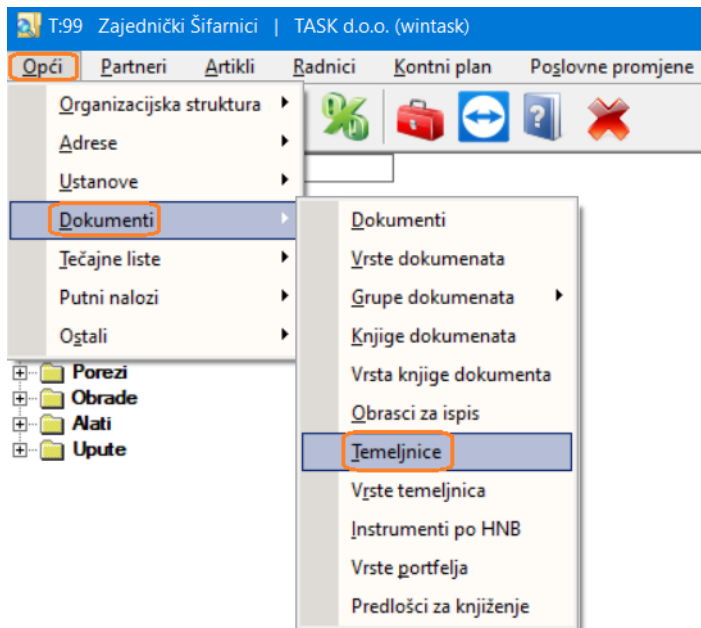 T:99 Zajednički Šifarnici | TASK d.o.o. (wintask)
Opći Partneri Artikli Radnici Kontni plan Poslovne promjene
Organizacijska struktura
Adrese
Ustanove
Dokumenti
Tečajne liste
Putni nalozi
Ostali
Dokumenti
Vrste dokumenata
Grupe dokumenata
Knjige dokumenata
Vrsta knjige dokumenta
Obrasci za ispis
Temeljnice
Vrste temeljnica
Instrumenti po HNB
Vrste portfelja
Predlošci za knjiženje
Porezi
Obrade
Alati
Upute